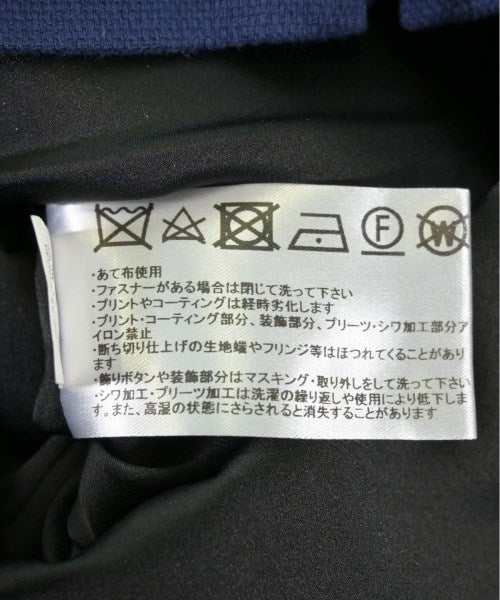 F W
・あて布使用
・ファスナーがある場合は閉じて洗って下さい
・プリントやコーティングは経時劣化します
・プリント・コーティング部分、装飾部分、プリーツ・シワ加工部分ア
イロン禁止
・断ち切り仕上げの生地端やフリンジ等はほつれてくることがあり
ます
・飾りボタンや装飾部分はマスキング・取り外しをして洗って下さい
・シワ加工・プリーツ加工は洗濯の繰り返しや使用により低下しま
す。また、高湿の状態にさらされると消失することがあります